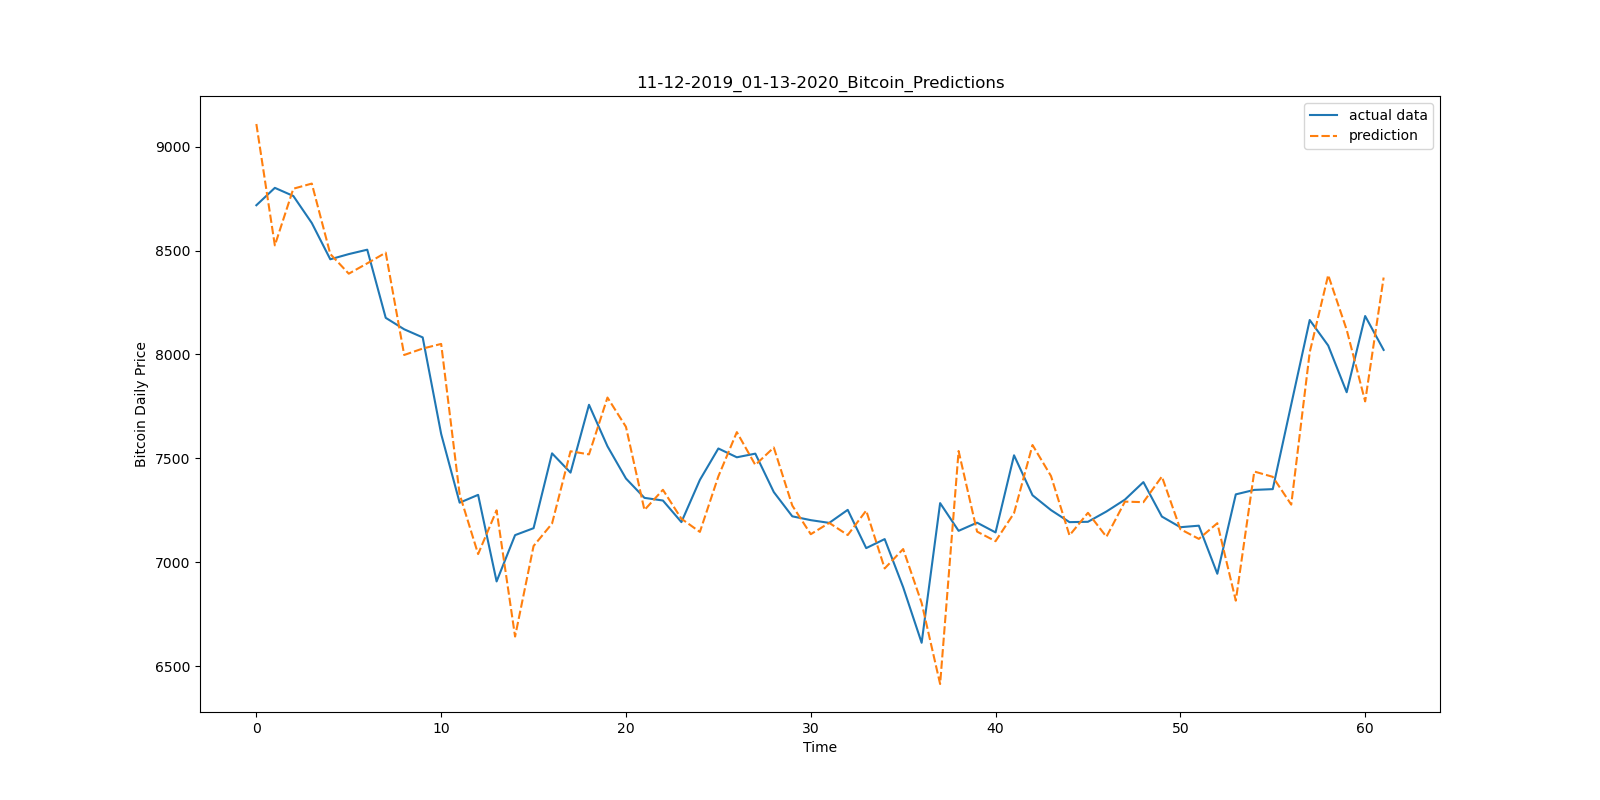 11-12-2019_01-13-2020_Bitcoin_Predictions
actual data
prediction
9000
8500
8000
7500
7000
6500
Bitcoin Daily Price
0 10 20 30 40 50 60
Time